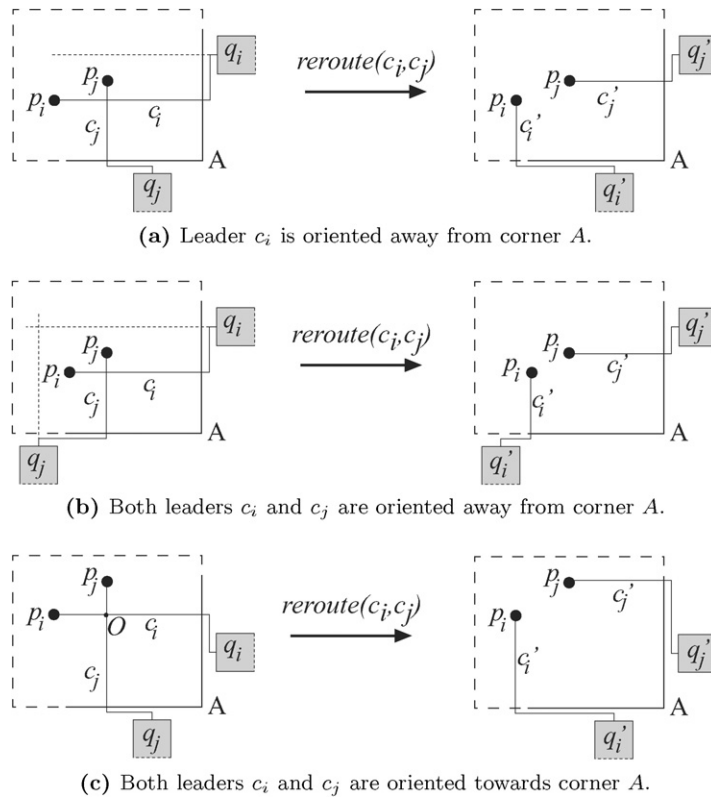 q_i reroute(c_i,c_j) q_j'
p_j p_j
p_i c_i p_i c_j'
c_j c_i'
A A
q_j q_i'
(a) Leader c_i is oriented away from corner A.
q_i reroute(c_i,c_j) q_j'
p_j p_j
p_i c_i p_i c_j'
c_j c_i'
A A
q_j q_i'
(b) Both leaders c_i and c_j are oriented away from corner A.
p_j reroute(c_i,c_j) p_j c_j'
p_i O c_i p_i
q_i q_j'
c_j c_i'
A A
q_j q_i'
(c) Both leaders c_i and c_j are oriented towards corner A.